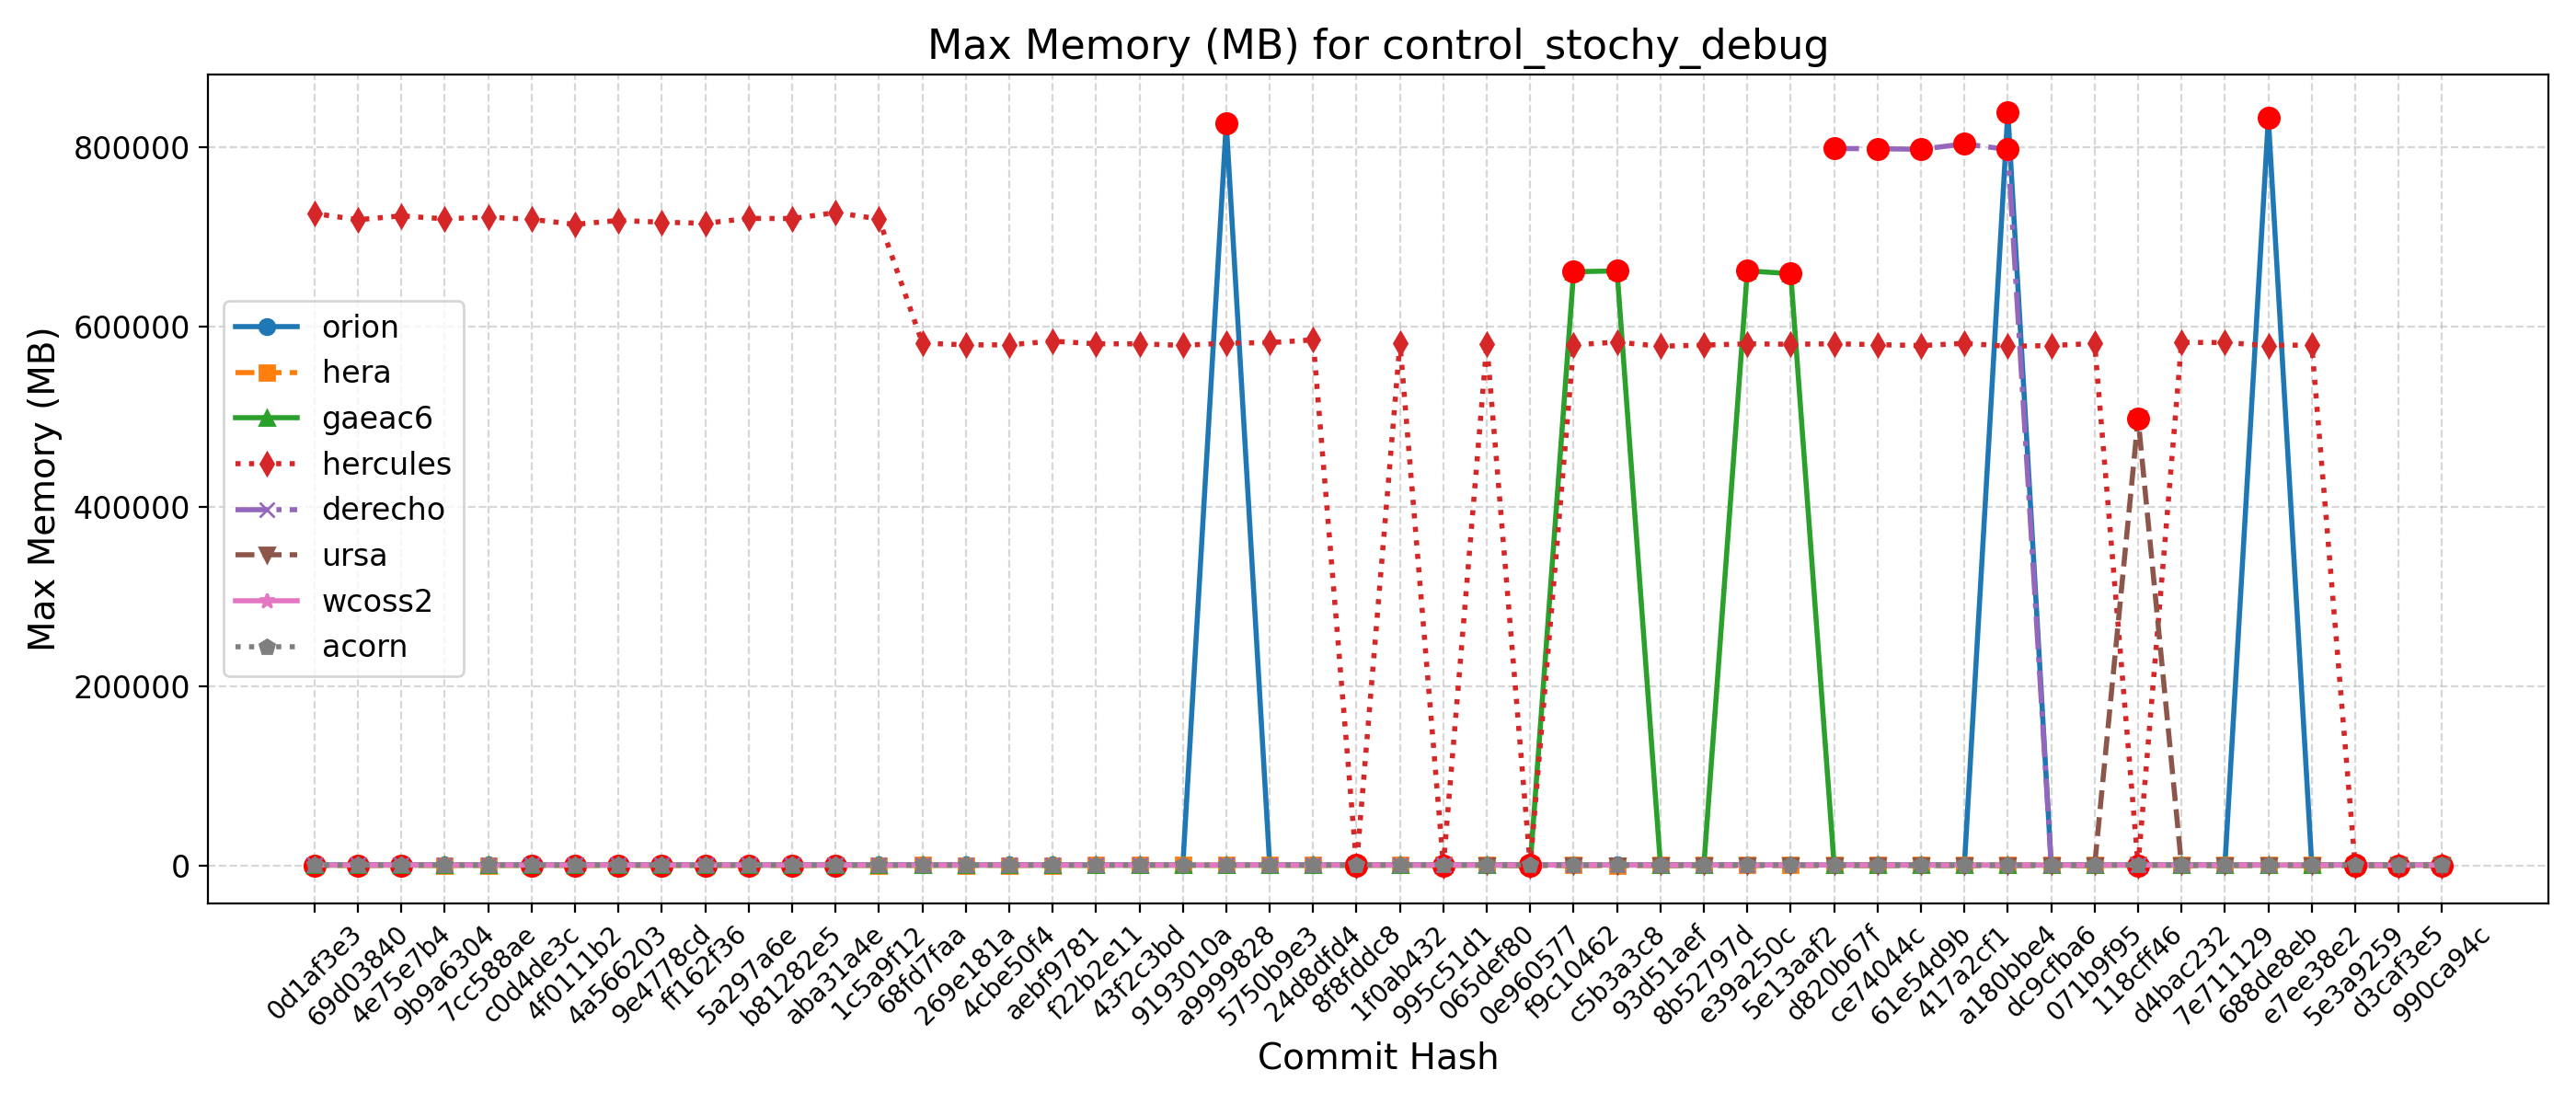 Max Memory (MB) for control_stochy_debug
Max Memory (MB)
800000
600000
400000
200000
0
orion
hera
gaeac6
hercules
derecho
ursa
wcoss2
acorn
0d1af3e3
69d03840
4e75e7b4
9b9a6304
7cc588ae
c0d4de3c
4f0111b2
4a566203
9e4778cd
ff162f36
5a297a6e
b81282e5
aba31a4e
1c5a9f12
68fd7faa
269e181a
4cbe50f4
aebf9781
f22b2e11
43f2c3bd
9193010a
a9999828
5750b9e3
24d8dfd4
8f8fddc8
1f0ab432
995c51d1
065def80
0e960577
f9c10462
c5b3a3c8
93d51aef
8b52797d
e39a250c
5e13aaf2
d820b67f
ce74044c
61e54d9b
417a2cf1
a180bbe4
dc9cfba6
071b9f95
118cff46
d4bac232
7e711129
688de8eb
e7ee38e2
5e3a9259
d3caf3e5
990ca94c
Commit Hash